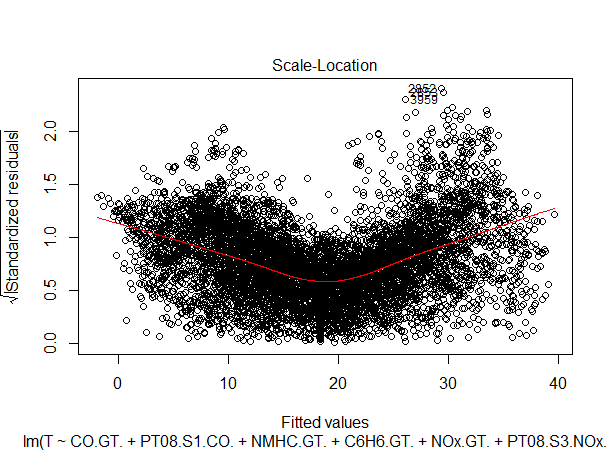 Scale-Location
√|Standardized residuals|
2.0
1.5
1.0
0.5
0.0
3959
0 10 20 30 40
Fitted values
lm(T ~ CO.GT. + PT08.S1.CO. + NMHC.GT. + C6H6.GT. + NOx.GT. + PT08.S3.NOx.